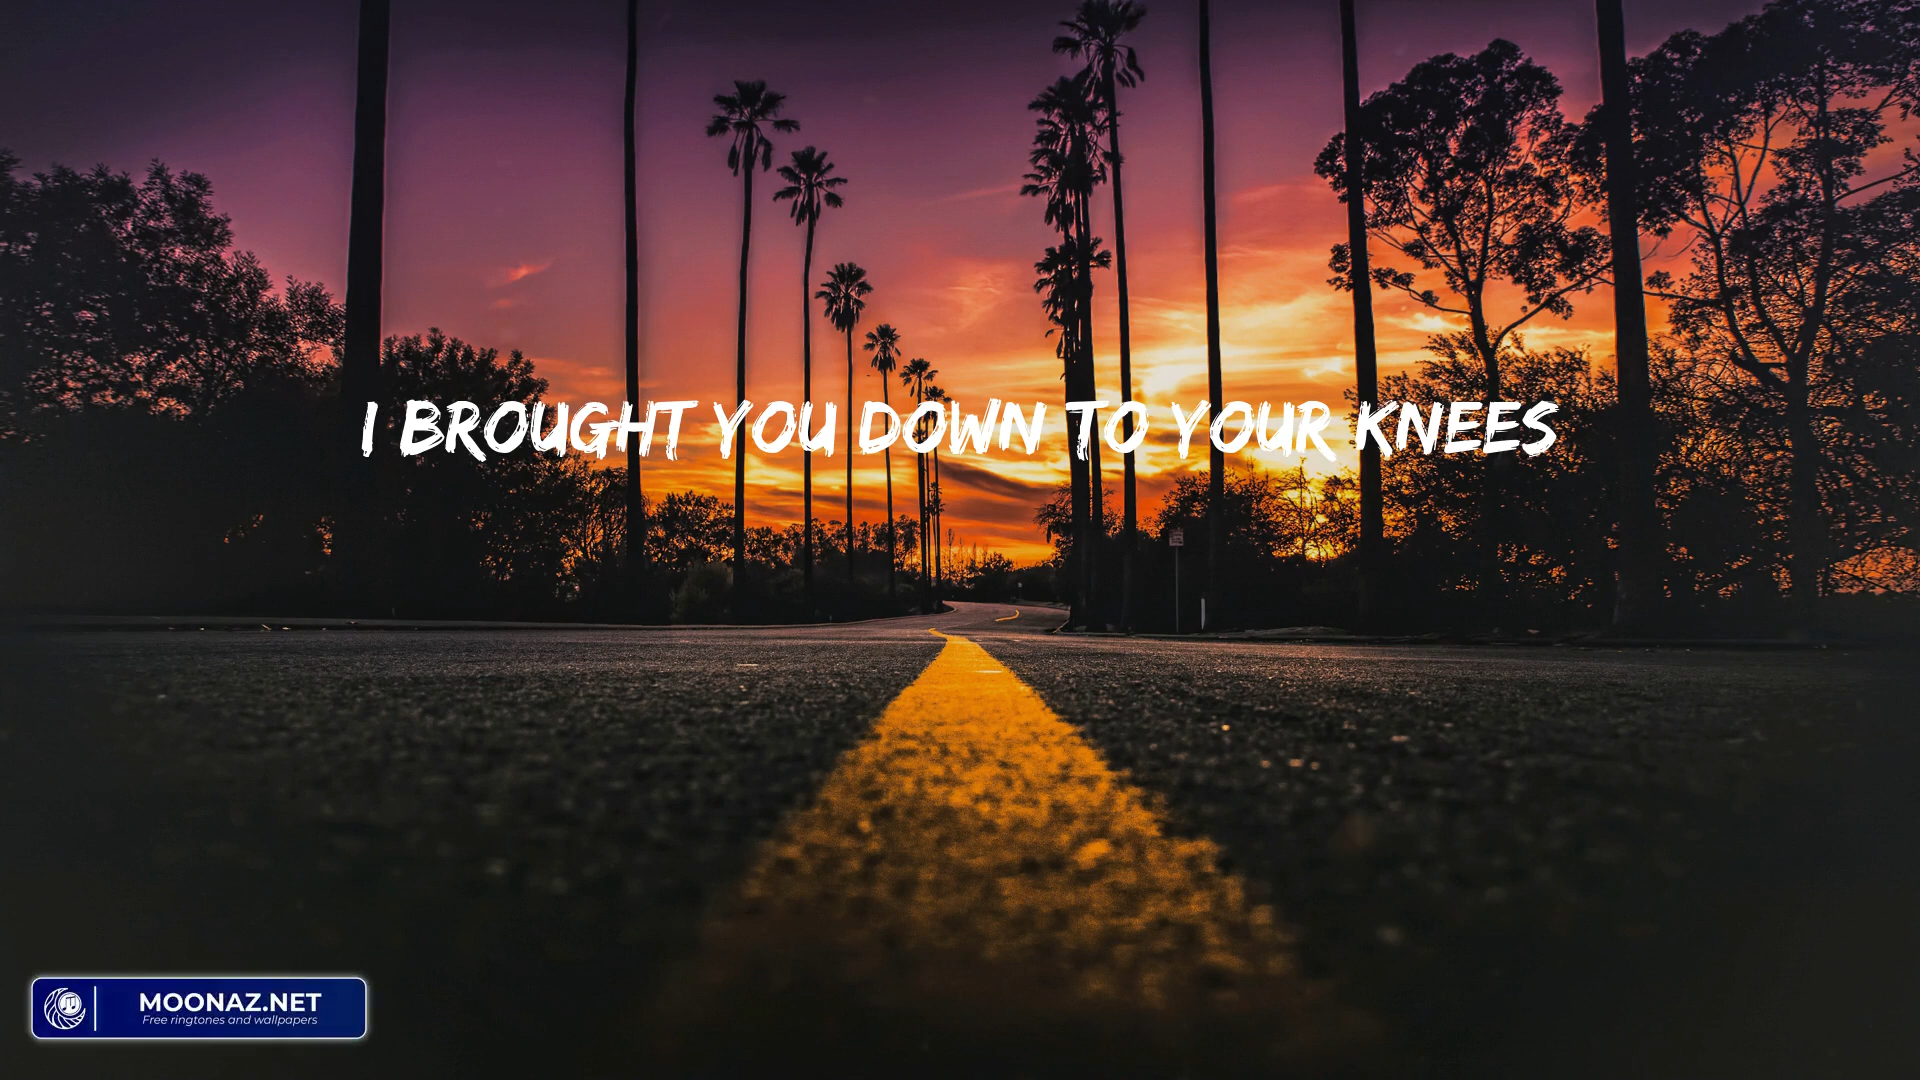 I BROUGHT YOU DOWN TO YOUR KNEES
MOONAZ.NET
Free ringtones and wallpapers